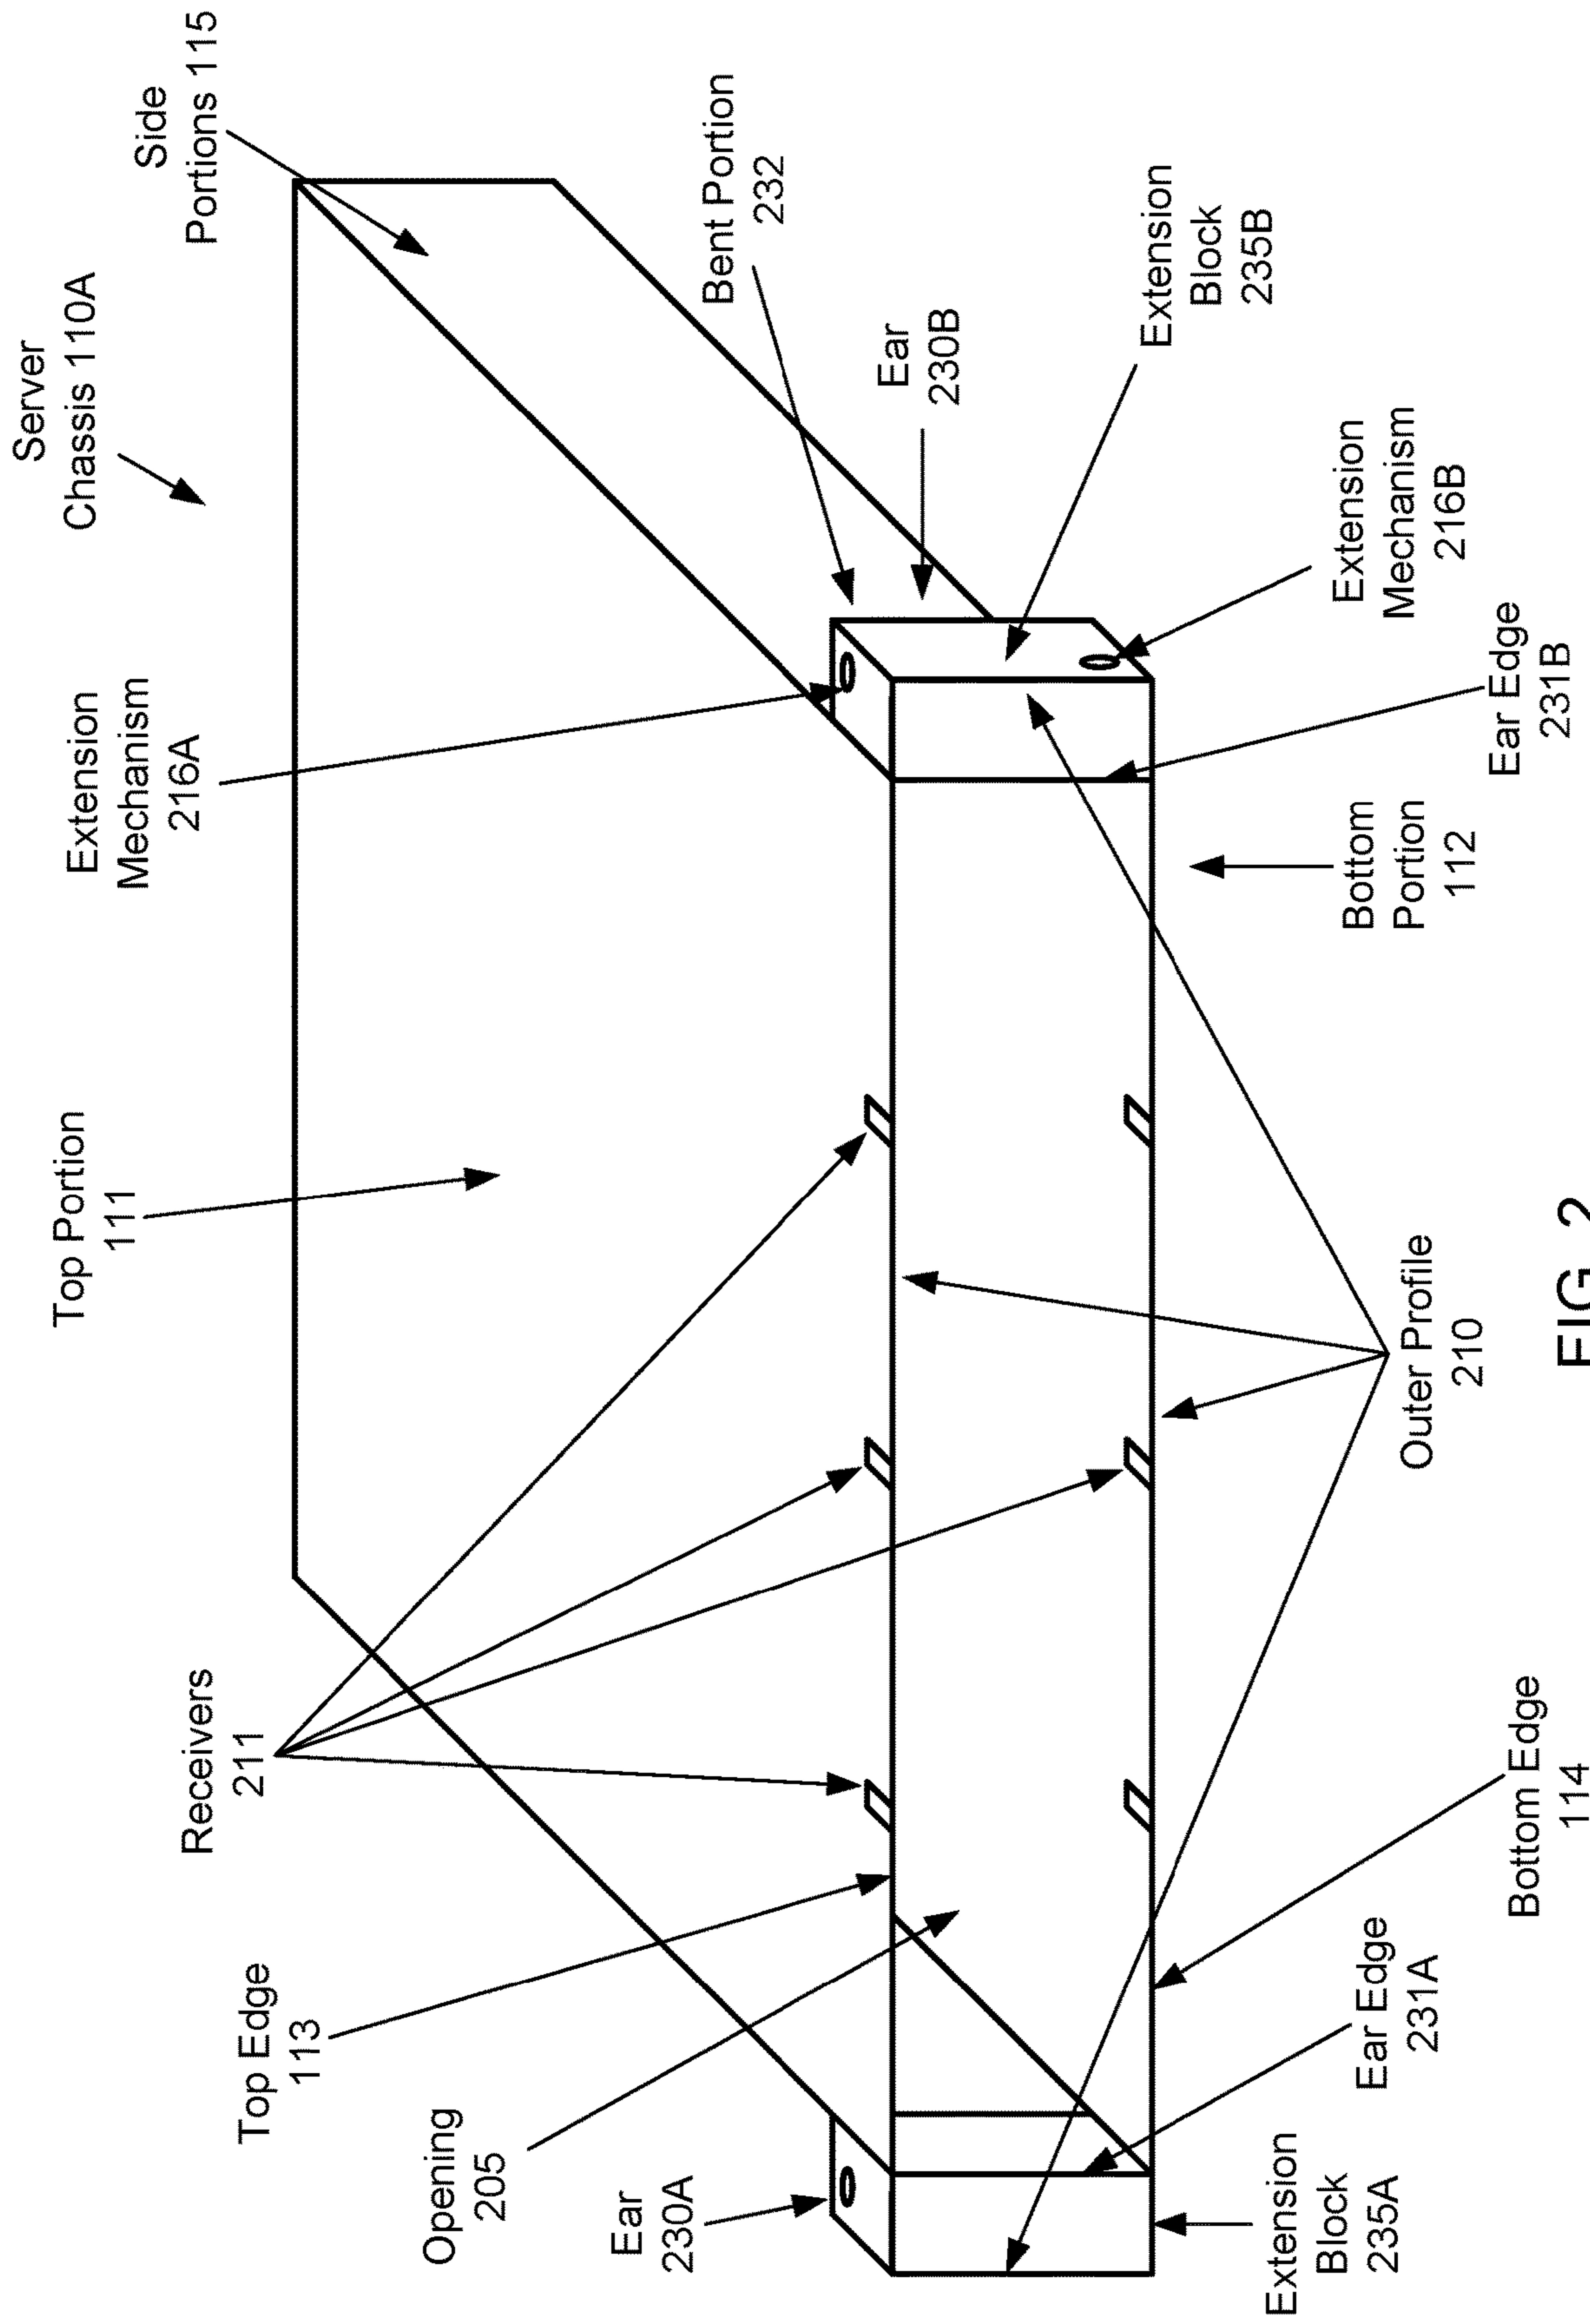 Server
Chassis 110A
Side
Portions 115
Top Portion
111
Extension
Mechanism
216A
Receivers
211
Bent Portion
232
Top Edge
113
Ear
230B
Opening
205
Extension
Block
235B
Ear
230A
Extension
Mechanism
216B
Ear Edge
231B
Bottom
Portion
112
Outer Profile
210
Ear Edge
231A
Extension
Block
235A
Bottom Edge
114
FIG. 2